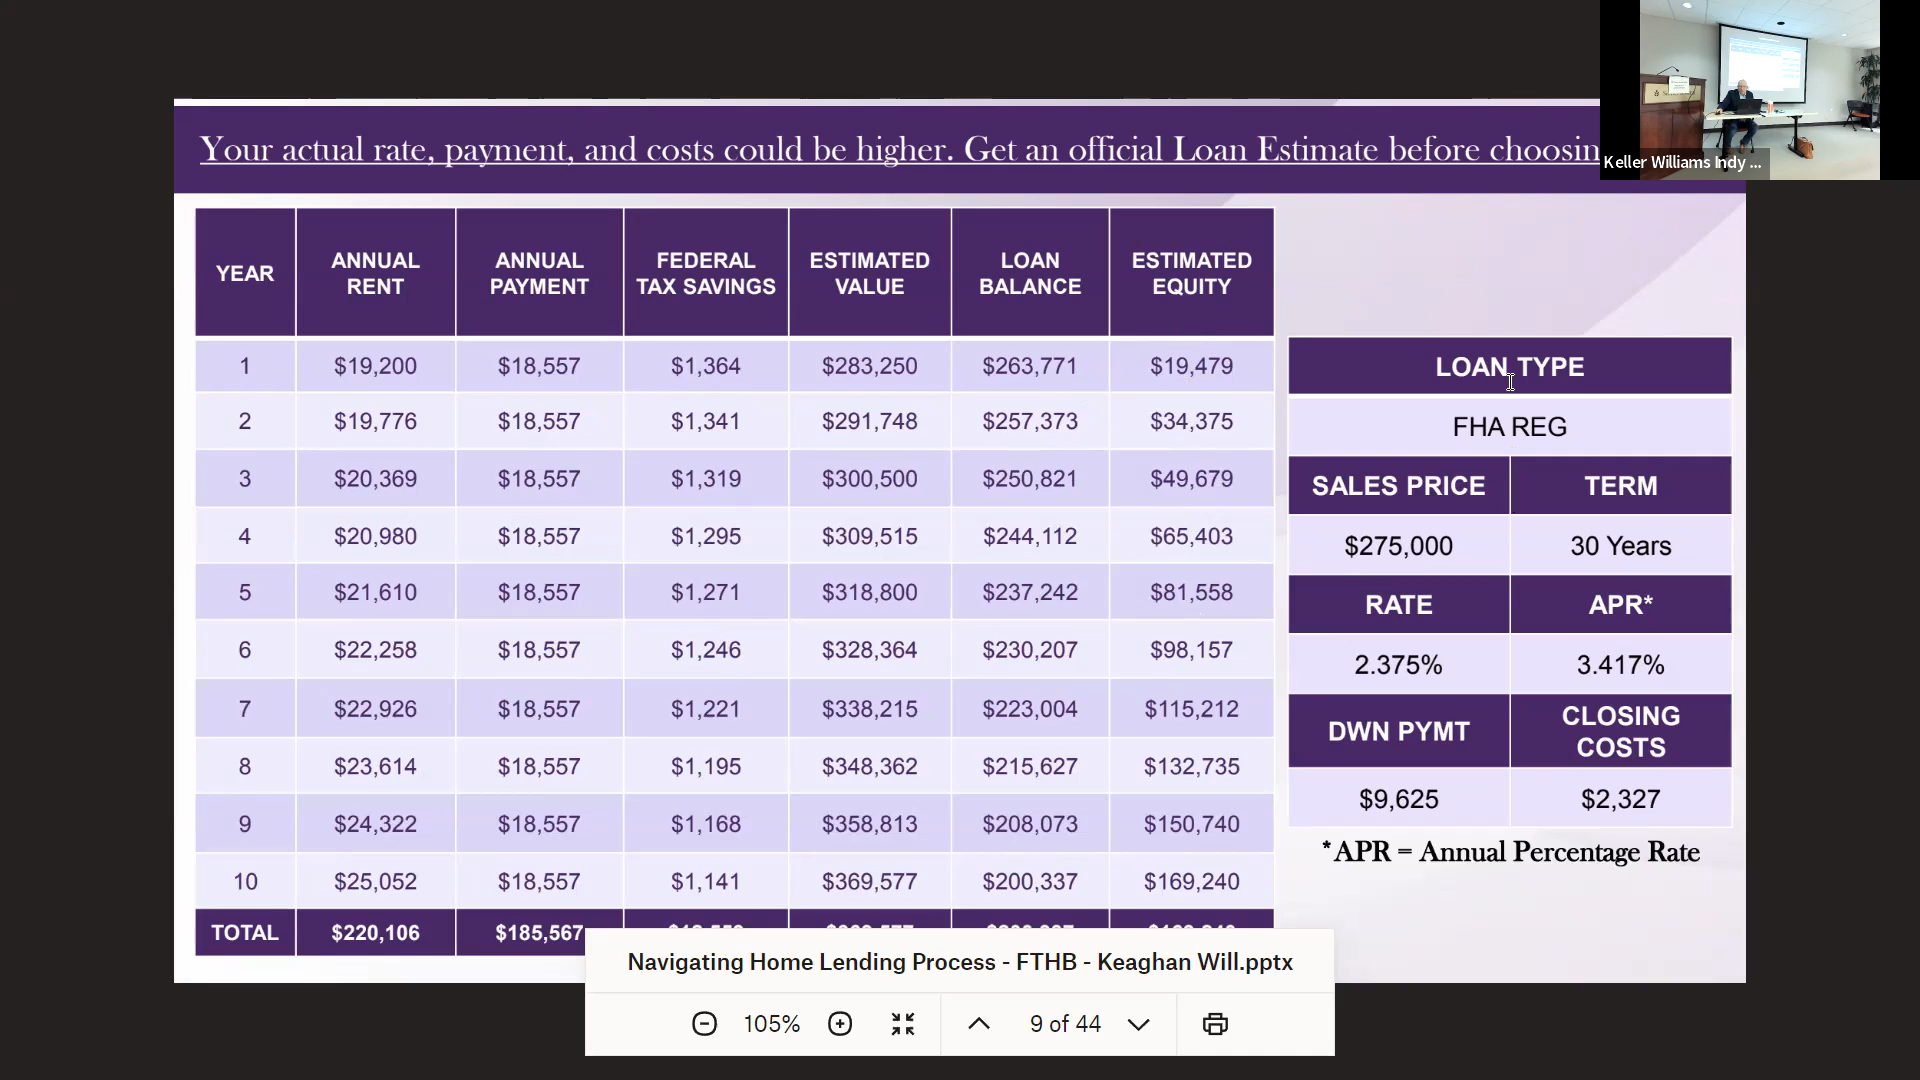 Your actual rate, payment, and costs could be higher. Get an official Loan Estimate before
Keller Williams Indy ...
YEAR ANNUAL RENT ANNUAL PAYMENT FEDERAL TAX SAVINGS ESTIMATED VALUE LOAN BALANCE ESTIMATED EQUITY
1 $19,200 $18,557 $1,364 $283,250 $263,771 $19,479
2 $19,776 $18,557 $1,341 $291,748 $257,373 $34,375
3 $20,369 $18,557 $1,319 $300,500 $250,821 $49,679
4 $20,980 $18,557 $1,295 $309,515 $244,112 $65,403
5 $21,610 $18,557 $1,271 $318,800 $237,242 $81,558
6 $22,258 $18,557 $1,246 $328,364 $230,207 $98,157
7 $22,926 $18,557 $1,221 $338,215 $223,004 $115,212
8 $23,614 $18,557 $1,195 $348,362 $215,627 $132,735
9 $24,322 $18,557 $1,168 $358,813 $208,073 $150,740
10 $25,052 $18,557 $1,141 $369,577 $200,337 $169,240
TOTAL $220,106 $185,567
LOAN TYPE
FHA REG
SALES PRICE TERM
$275,000 30 Years
RATE APR*
2.375% 3.417%
DWN PYMT CLOSING COSTS
$9,625 $2,327
*APR = Annual Percentage Rate
Navigating Home Lending Process - FTHB - Keaghan Will.pptx
105% 9 of 44